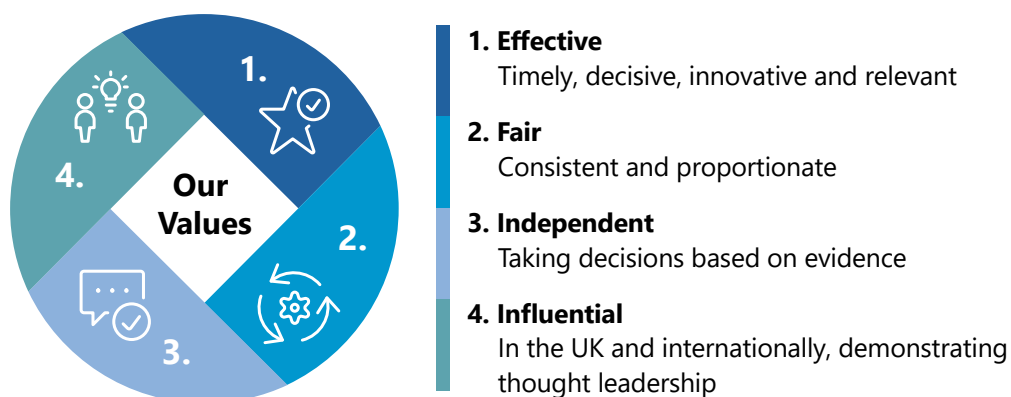 1.
2.
3.
4.
Our
Values
1. Effective
Timely, decisive, innovative and relevant
2. Fair
Consistent and proportionate
3. Independent
Taking decisions based on evidence
4. Influential
In the UK and internationally, demonstrating
thought leadership